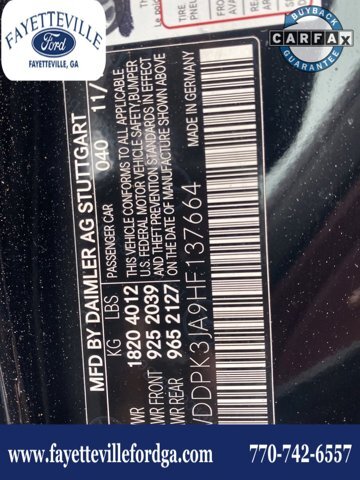 FAYETTEVILLE
Ford
FAYETTEVILLE, GA
BUYBACK
CARFAX
GUARANTEE
TIRE
MFD BY DAIMLER AG STUTTGART 11/
040
PASSENGER CAR
THIS VEHICLE CONFORMS TO ALL APPLICABLE
U.S. FEDERAL MOTOR VEHICLE SAFETY/BUMPER
AND THEFT PREVENTION STANDARDS IN EFFECT
ON THE DATE OF MANUFACTURE SHOWN ABOVE
KG LBS
1820 4012
WR FRONT 925 2039
WR REAR 965 2127
MADE IN GERMANY
WDDPK3JA9HF137664
www.fayettevillefordga.com
770-742-6557